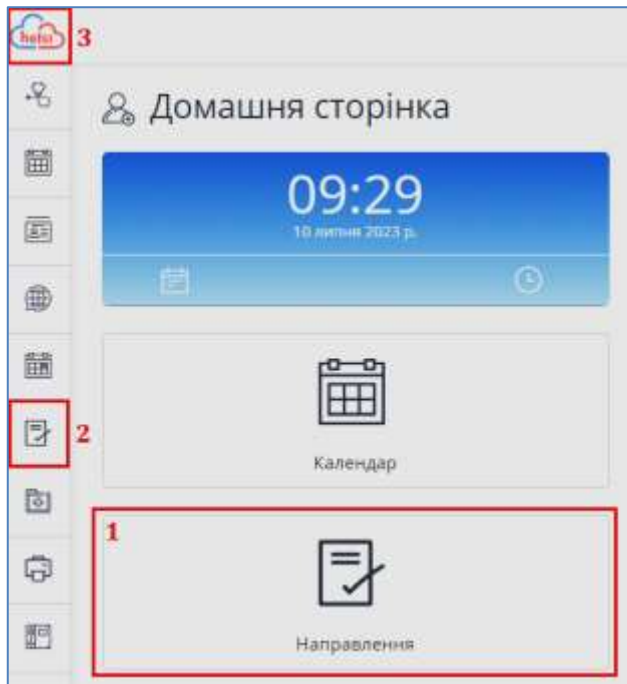 helsi 3
Домашня сторінка
09:29
10 липня 2023 р.
Календар
2
1
Направлення